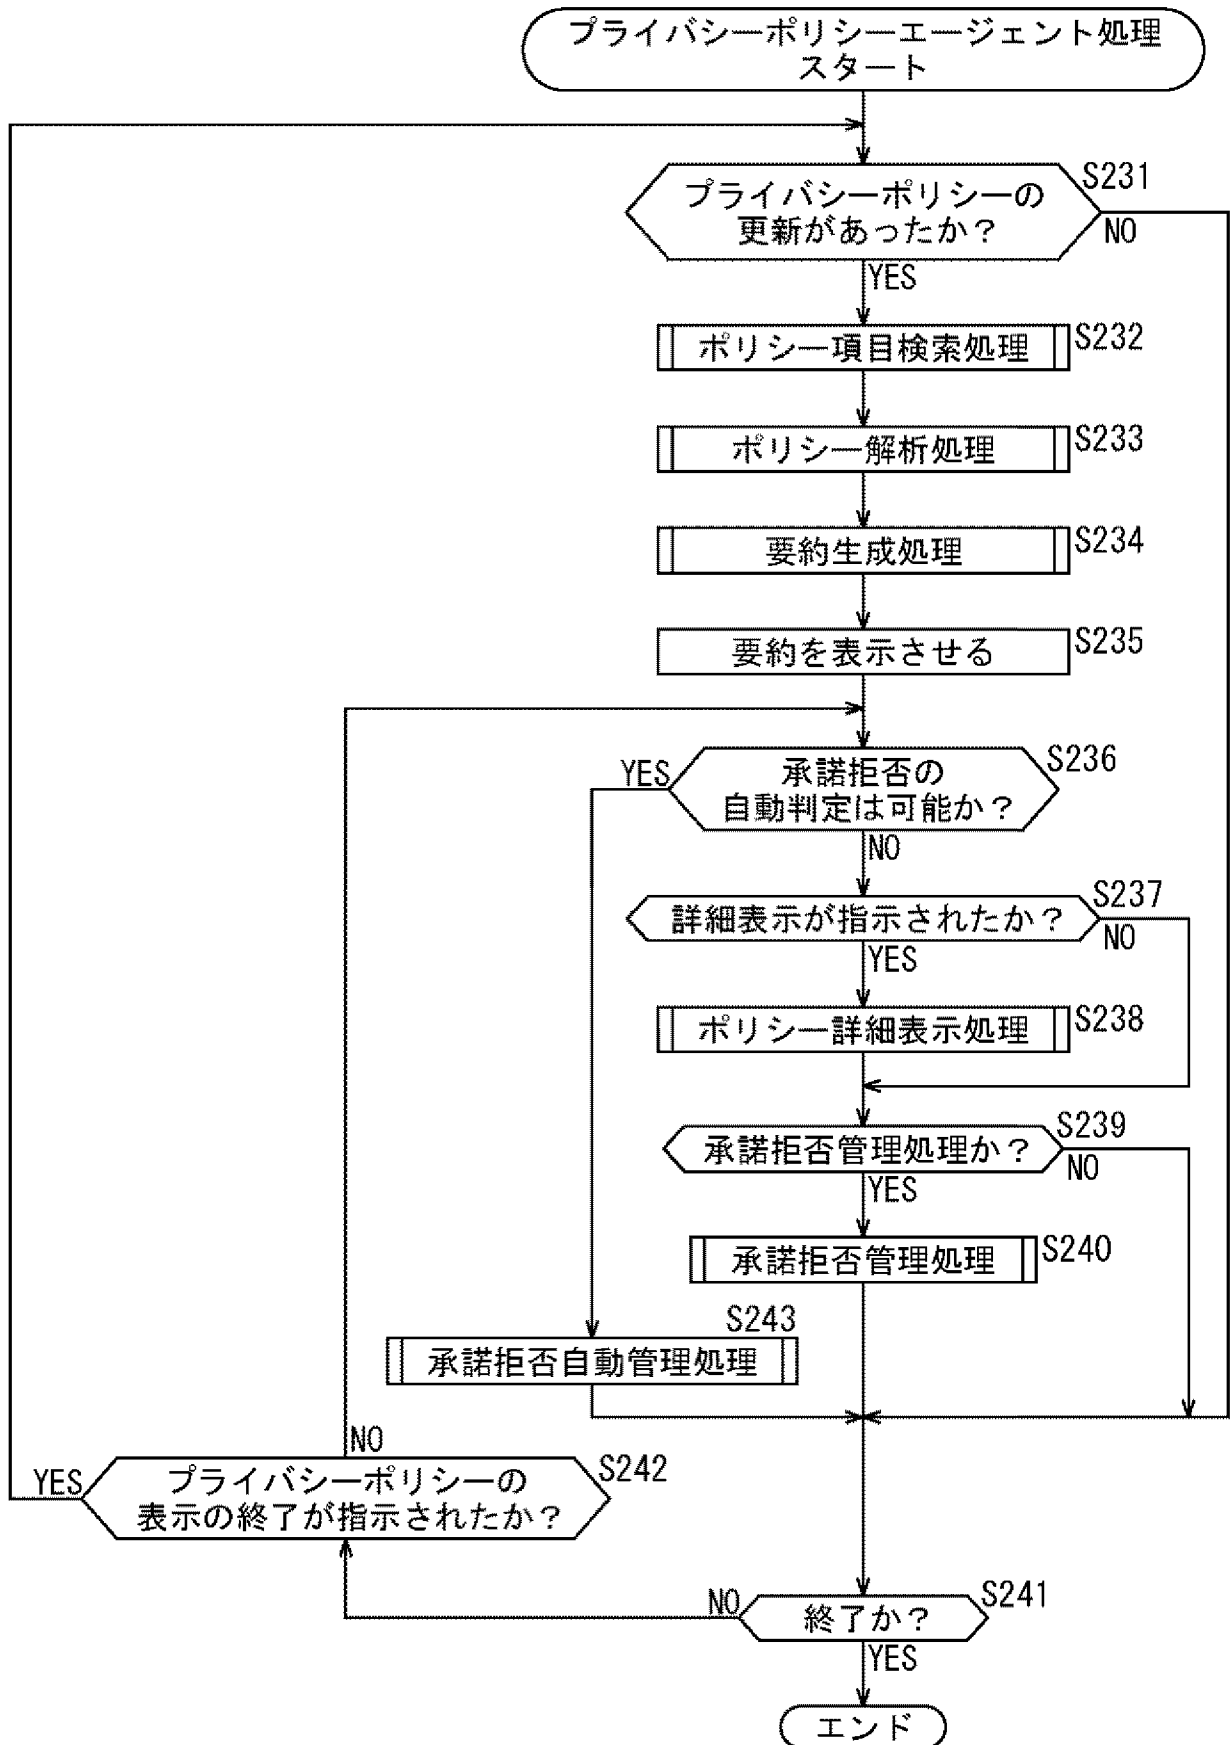 プライバシーポリシーエージェント処理
スタート
S231
プライバシーポリシーの
更新があったか？
NO
YES
ポリシー項目検索処理
S232
ポリシー解析処理
S233
要約生成処理
S234
要約を表示させる
S235
S236
YES
承諾拒否の
自動判定は可能か？
NO
S237
詳細表示が指示されたか？
NO
YES
ポリシー詳細表示処理
S238
S239
承諾拒否管理処理か？
NO
YES
承諾拒否管理処理
S240
S243
承諾拒否自動管理処理
NO
S242
YES
プライバシーポリシーの
表示の終了が指示されたか？
S241
NO
終了か？
YES
エンド